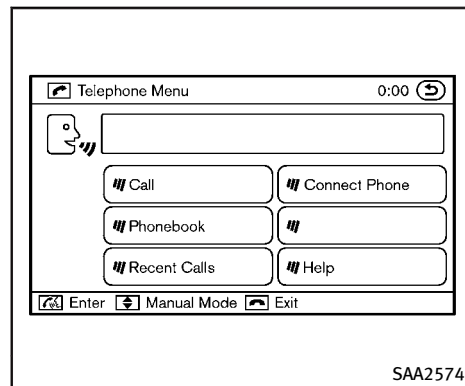 Telephone Menu 0:00
Call
Connect Phone
Phonebook
Recent Calls
Help
Enter Manual Mode Exit
SAA2574